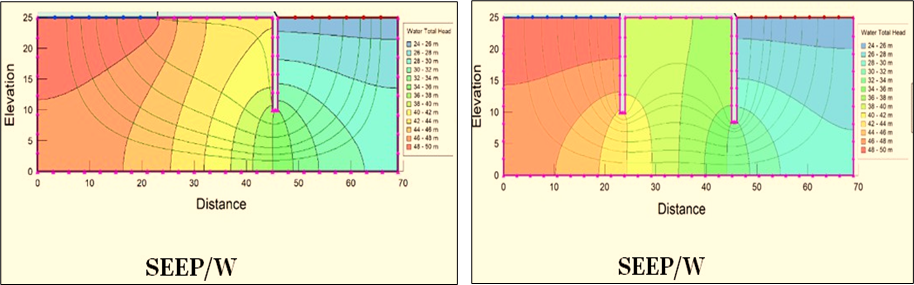 25
20
15
10
5
0
Elevation
0 10 20 30 40 50 60 70
Distance
Water Total Head
24 - 26 m
26 - 28 m
28 - 30 m
30 - 32 m
32 - 34 m
34 - 36 m
36 - 38 m
38 - 40 m
40 - 42 m
42 - 44 m
44 - 46 m
46 - 48 m
48 - 50 m
SEEP/W
25
20
15
10
5
0
Elevation
0 10 20 30 40 50 60 70
Distance
Water Total Head
24 - 26 m
26 - 28 m
28 - 30 m
30 - 32 m
32 - 34 m
34 - 36 m
36 - 38 m
38 - 40 m
40 - 42 m
42 - 44 m
44 - 46 m
46 - 48 m
48 - 50 m
SEEP/W